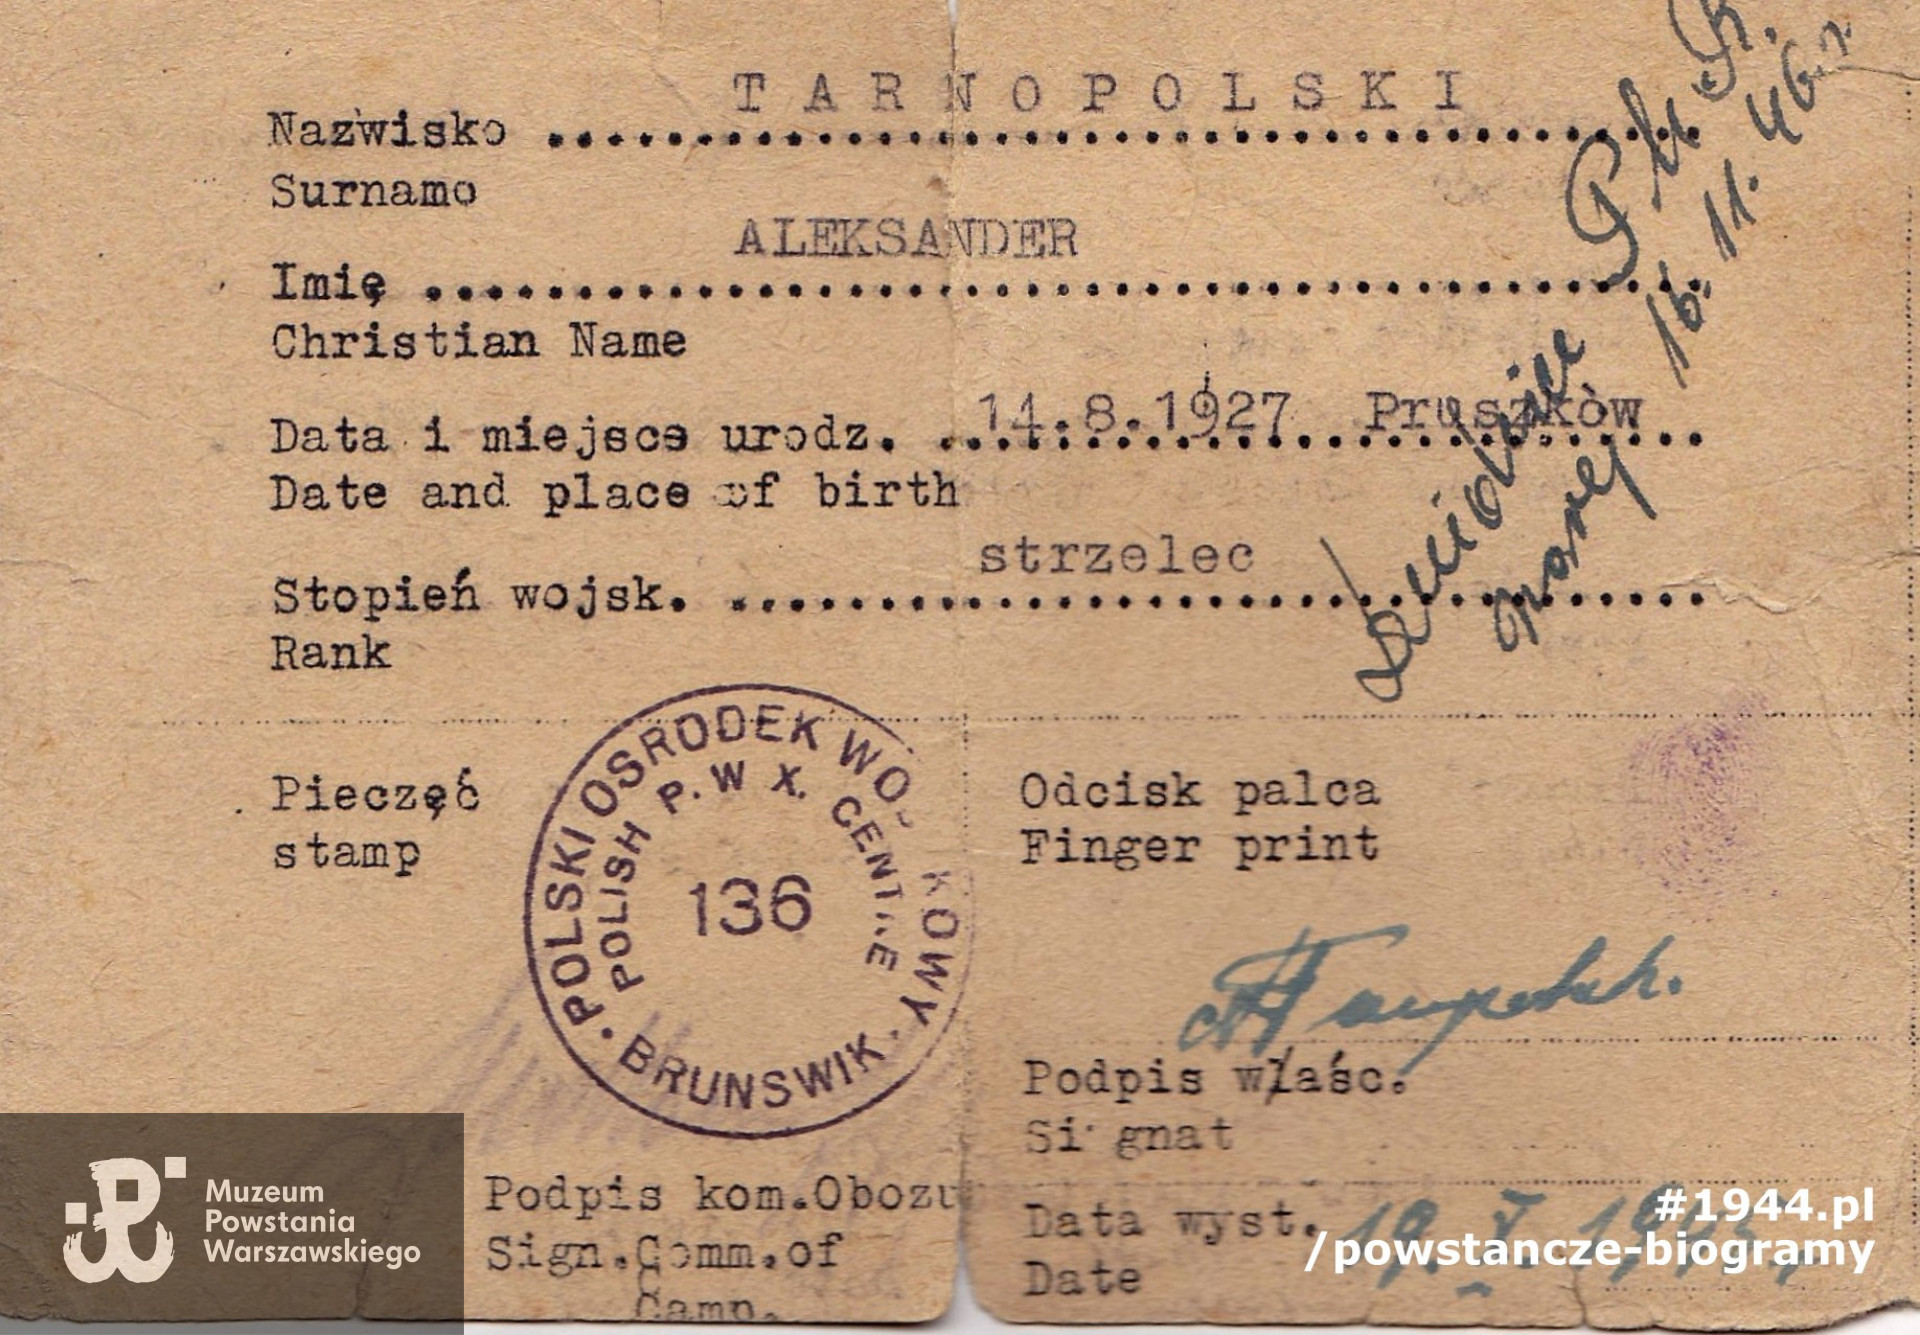 TARNOPOLSKI
Nazwisko
Surname
ALEKSANDER
Imię
Christian Name
14.8.1927 Pruszków
Data i miejsce urodz.
Date and place of birth
strzelec
Stopień wojsk.
Rank
16.11.46 r.
Pieczęć
stamp
POLSKI OSRODEK WOJSKOWY
POLISH P.W X. CENTRE
136
BRUNSWIK
Odcisk palca
Finger print
Podpis właśc.
Signat
Podpis kom.Obozu
Sign.Comm.of
Camp.
Data wyst. 19. V.
Date
Muzeum
Powstania
Warszawskiego
#1944.pl
/powstancze-biogramy